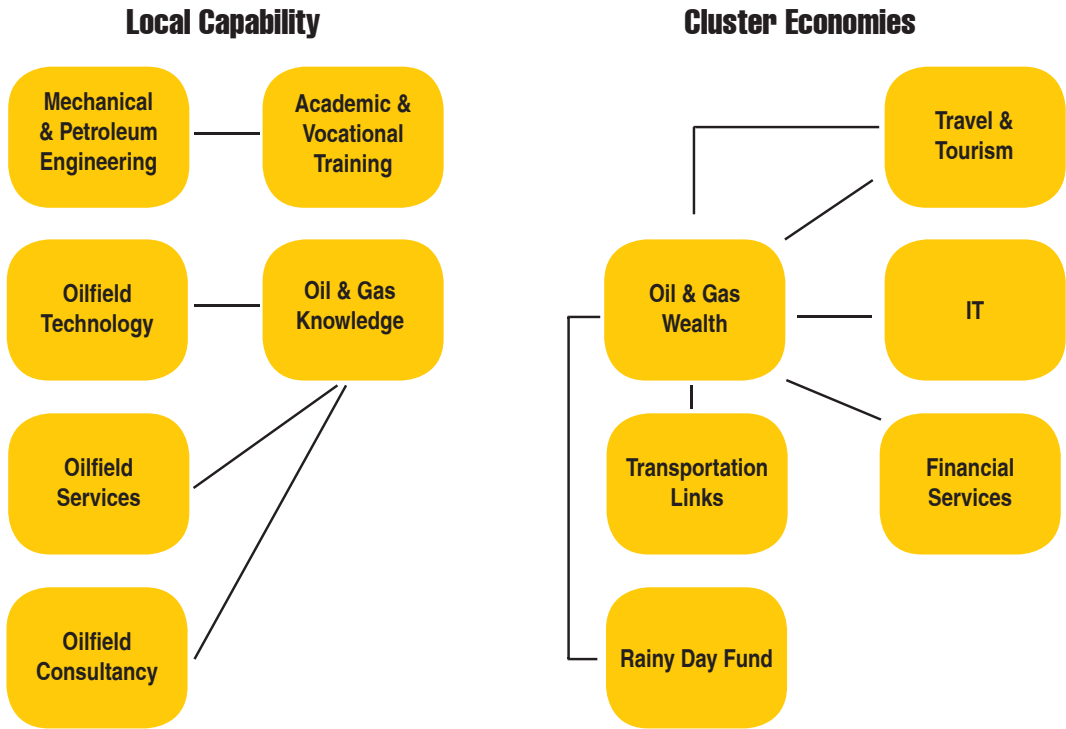 Local Capability
Mechanical
& Petroleum
Engineering
Academic &
Vocational
Training
Oilfield
Technology
Oil & Gas
Knowledge
Oilfield
Services
Oilfield
Consultancy
Cluster Economies
Travel &
Tourism
Oil & Gas
Wealth
IT
Transportation
Links
Financial
Services
Rainy Day Fund